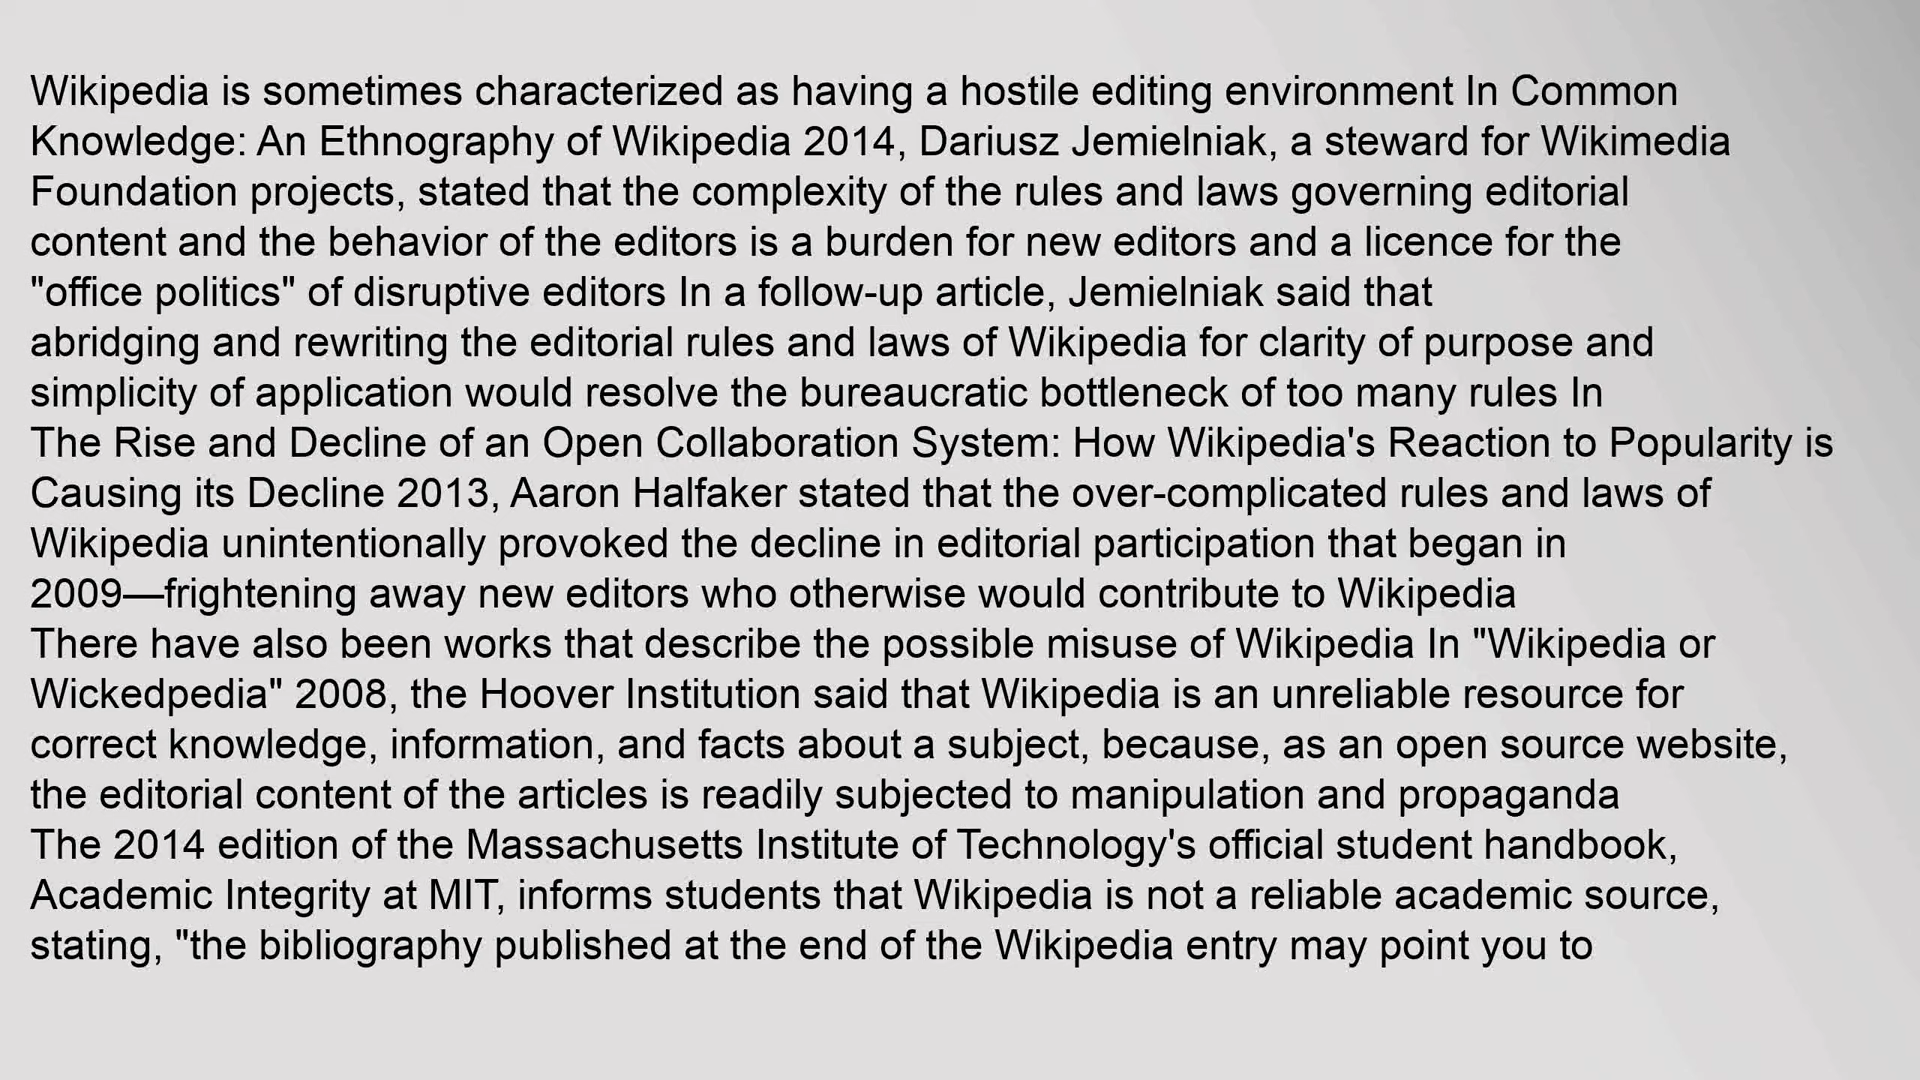 Wikipedia is sometimes characterized as having a hostile editing environment In Common
Knowledge: An Ethnography of Wikipedia 2014, Dariusz Jemielniak, a steward for Wikimedia
Foundation projects, stated that the complexity of the rules and laws governing editorial
content and the behavior of the editors is a burden for new editors and a licence for the
"office politics" of disruptive editors In a follow-up article, Jemielniak said that
abridging and rewriting the editorial rules and laws of Wikipedia for clarity of purpose and
simplicity of application would resolve the bureaucratic bottleneck of too many rules In
The Rise and Decline of an Open Collaboration System: How Wikipedia's Reaction to Popularity is
Causing its Decline 2013, Aaron Halfaker stated that the over-complicated rules and laws of
Wikipedia unintentionally provoked the decline in editorial participation that began in
2009—frightening away new editors who otherwise would contribute to Wikipedia
There have also been works that describe the possible misuse of Wikipedia In "Wikipedia or
Wickedpedia" 2008, the Hoover Institution said that Wikipedia is an unreliable resource for
correct knowledge, information, and facts about a subject, because, as an open source website,
the editorial content of the articles is readily subjected to manipulation and propaganda
The 2014 edition of the Massachusetts Institute of Technology's official student handbook,
Academic Integrity at MIT, informs students that Wikipedia is not a reliable academic source,
stating, "the bibliography published at the end of the Wikipedia entry may point you to